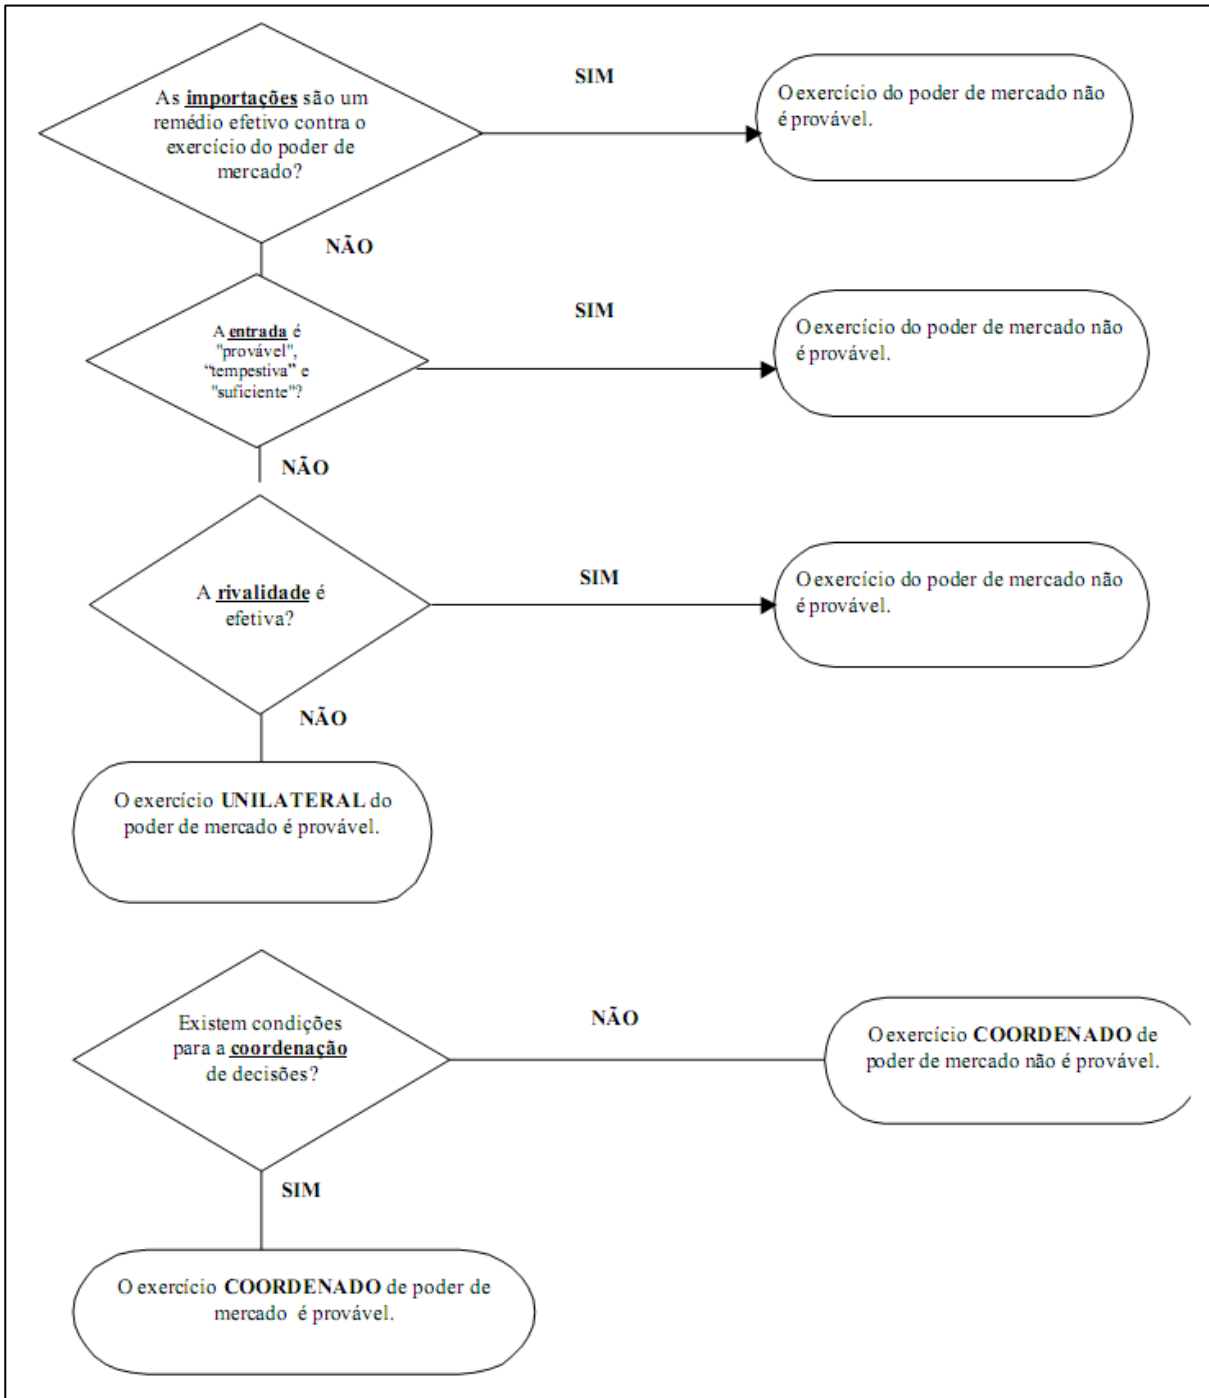 As importações são um
remédio efetivo contra o
exercício do poder de
mercado?
SIM
O exercício do poder de mercado não
é provável.
NÃO
A entrada é
"provável",
“tempestiva” e
"suficiente"?
SIM
O exercício do poder de mercado não
é provável.
NÃO
A rivalidade é
efetiva?
SIM
O exercício do poder de mercado não
é provável.
NÃO
O exercício UNILATERAL do
poder de mercado é provável.
Existem condições
para a coordenação
de decisões?
NÃO
O exercício COORDENADO de
poder de mercado não é provável.
SIM
O exercício COORDENADO de poder de
mercado é provável.